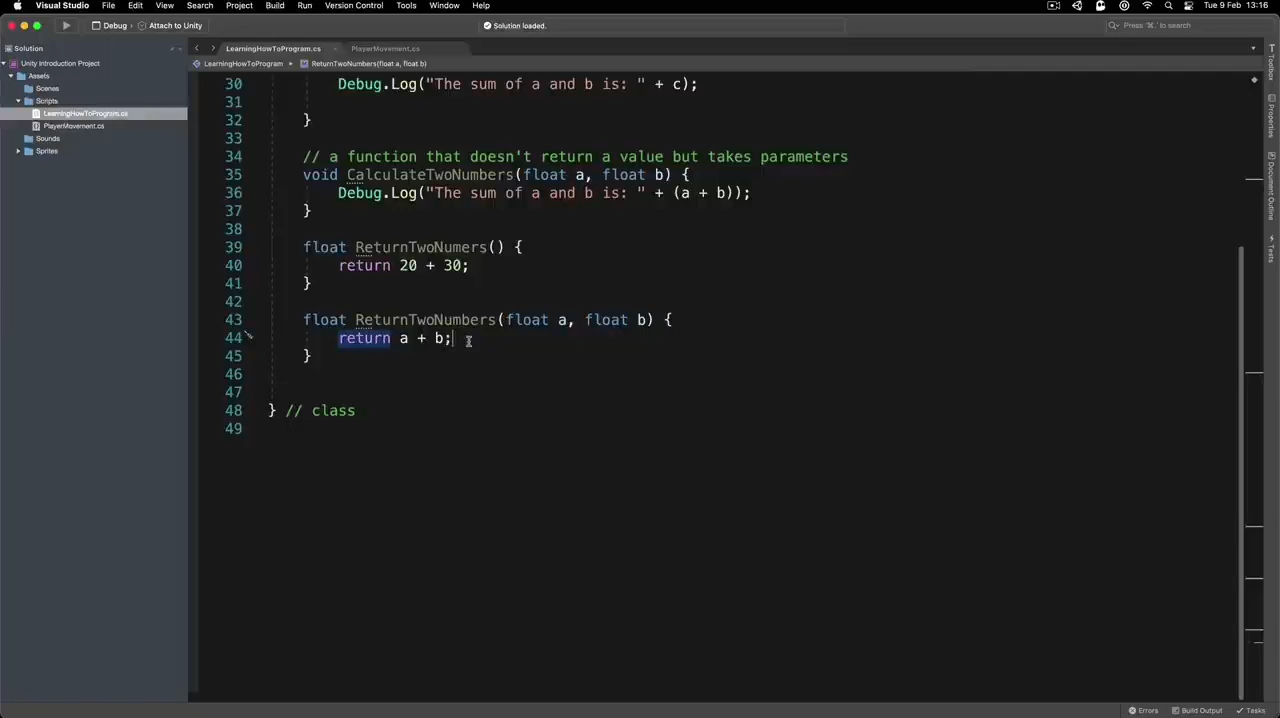 Visual Studio File Edit View Search Project Build Run Version Control Tools Window Help Tue 9 Feb 13:16
Debug Attach to Unity Solution loaded. Press '⌘.' to search
Solution LearningHowToProgram.cs PlayerMovement.cs
LearningHowToProgram ReturnTwoNumbers(float a, float b)
Unity Introduction Project
Assets
Scenes
Scripts
LearningHowToProgram.cs
PlayerMovement.cs
Sounds
Sprites
30 Debug.Log("The sum of a and b is: " + c);
31
32 }
33
34 // a function that doesn't return a value but takes parameters
35 void CalculateTwoNumbers(float a, float b) {
36 Debug.Log("The sum of a and b is: " + (a + b));
37 }
38
39 float ReturnTwoNumers() {
40 return 20 + 30;
41 }
42
43 float ReturnTwoNumbers(float a, float b) {
44 return a + b;
45 }
46
47
48 } // class
49
Toolbox
Properties
Document Outline
Tests
Errors Build Output Tasks